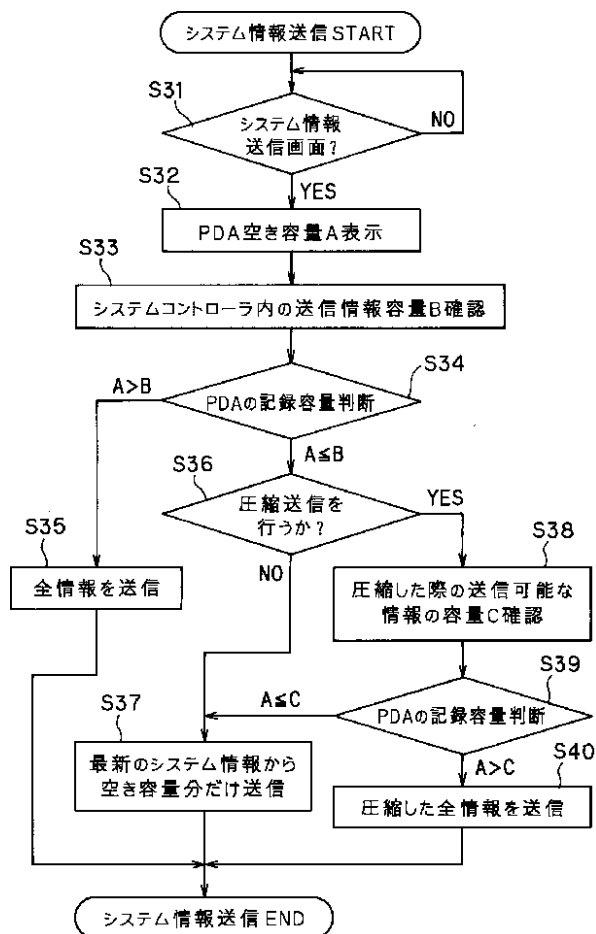 システム情報送信START
S31
システム情報
送信画面?
NO
YES
S32
PDA空き容量A表示
S33
システムコントローラ内の送信情報容量B確認
S34
PDAの記録容量判断
A>B
A≦B
S36
圧縮送信を
行うか?
YES
NO
S35
全情報を送信
S38
圧縮した際の送信可能な
情報の容量C確認
S39
PDAの記録容量判断
A≦C
A>C
S37
最新のシステム情報から
空き容量分だけ送信
S40
圧縮した全情報を送信
システム情報送信END